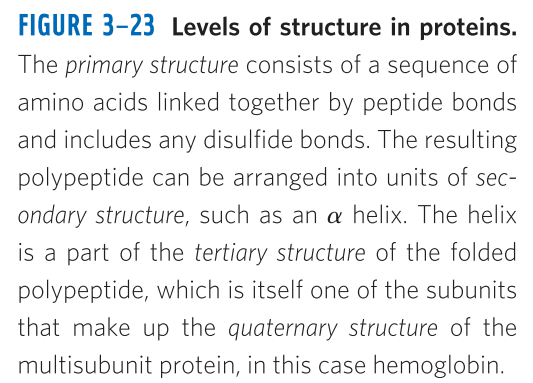 FIGURE 3–23 Levels of structure in proteins.
The primary structure consists of a sequence of
amino acids linked together by peptide bonds
and includes any disulfide bonds. The resulting
polypeptide can be arranged into units of sec-
ondary structure, such as an α helix. The helix
is a part of the tertiary structure of the folded
polypeptide, which is itself one of the subunits
that make up the quaternary structure of the
multisubunit protein, in this case hemoglobin.